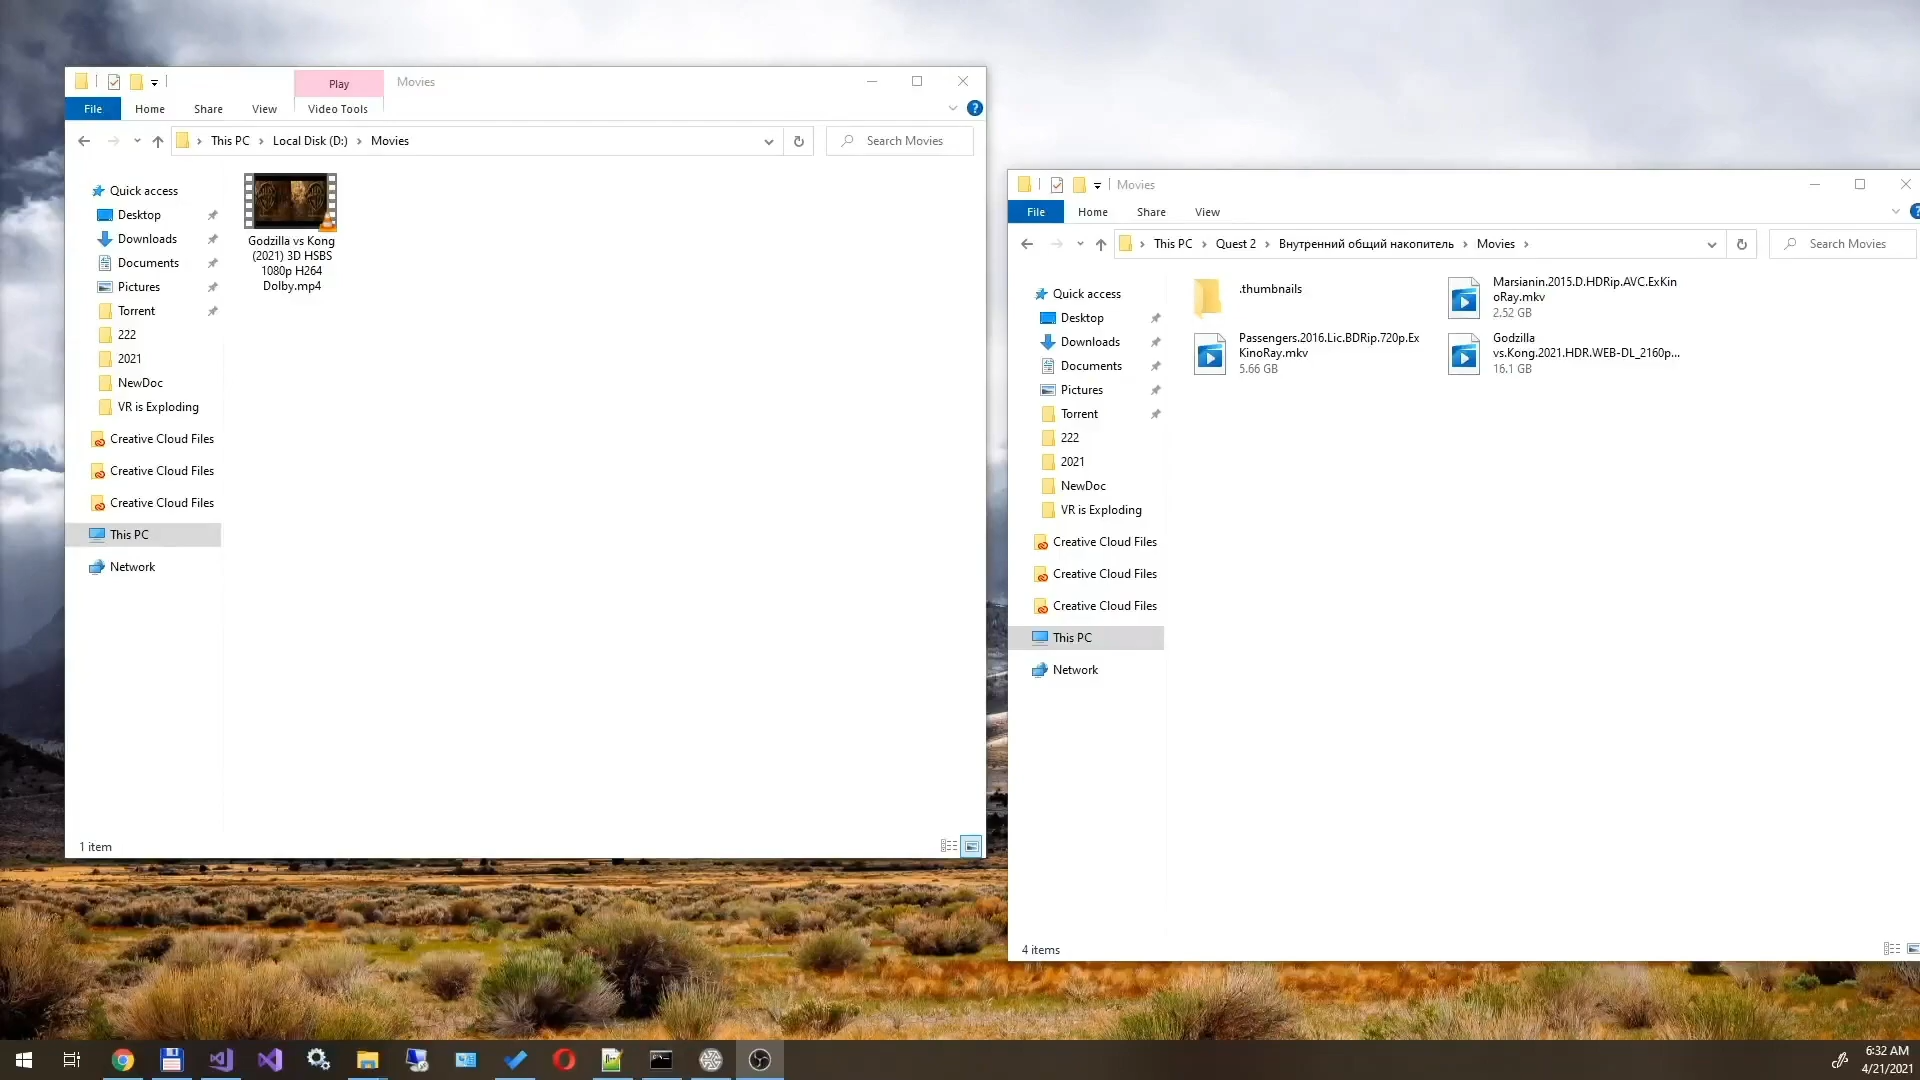 Play
Movies
File
Home
Share
View
Video Tools
This PC
Local Disk (D:)
Movies
Search Movies
Quick access
Desktop
Downloads
Documents
Pictures
Torrent
222
2021
NewDoc
VR is Exploding
Creative Cloud Files
Creative Cloud Files
Creative Cloud Files
This PC
Network
Godzilla vs Kong
(2021) 3D HSBS
1080p H264
Dolby.mp4
1 item
Movies
File
Home
Share
View
This PC
Quest 2
Внутренний общий накопитель
Movies
Search Movies
Quick access
Desktop
Downloads
Documents
Pictures
Torrent
222
2021
NewDoc
VR is Exploding
Creative Cloud Files
Creative Cloud Files
Creative Cloud Files
This PC
Network
.thumbnails
Marsianin.2015.D.HDRip.AVC.ExKin
oRay.mkv
2.52 GB
Passengers.2016.Lic.BDRip.720p.Ex
KinoRay.mkv
5.66 GB
Godzilla
vs.Kong.2021.HDR.WEB-DL_2160p...
16.1 GB
4 items
6:32 AM
4/21/2021